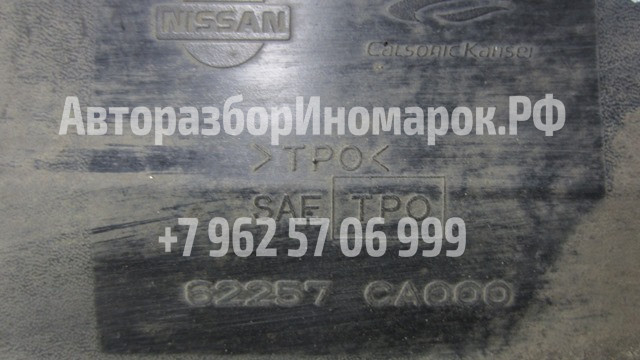 NISSAN
Calsonic Kansei
АвторазборИномарок.РФ
>TPO<
SAE TPO
+7 962 57 06 999
62257 CA000